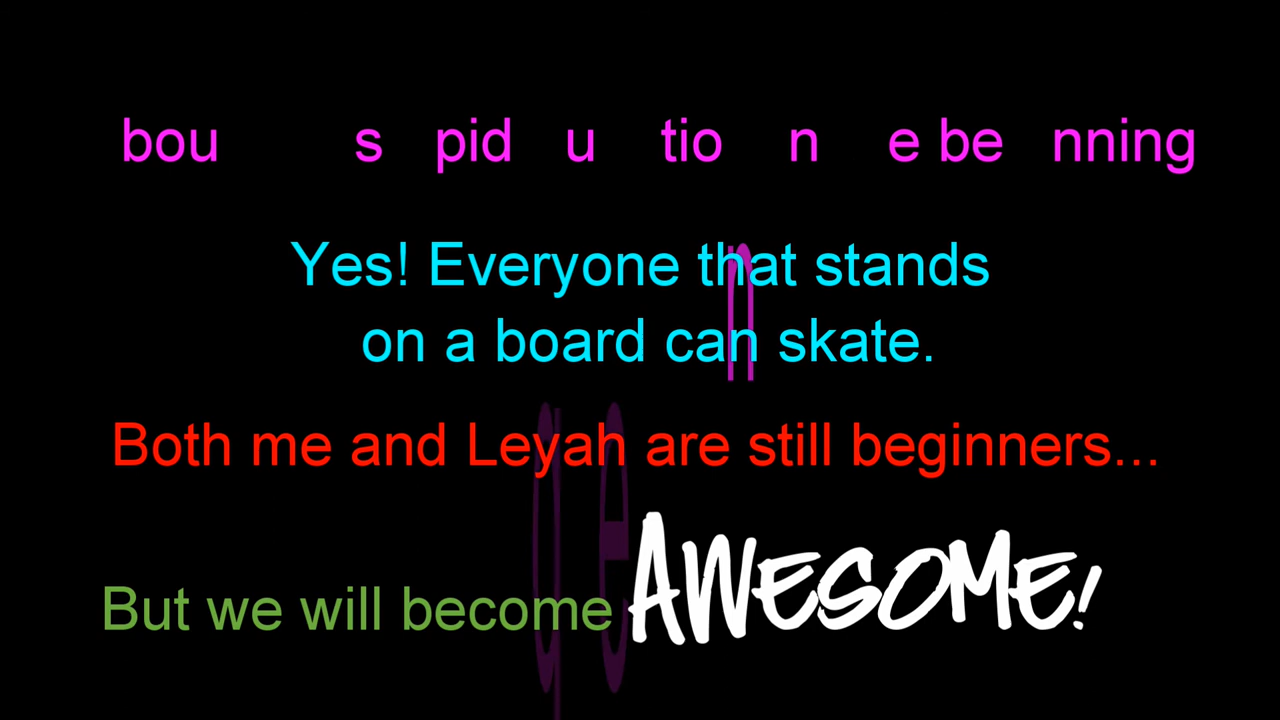 bou s pid u tio n e be nning
Yes! Everyone that stands
on a board can skate.
Both me and Leyah are still beginners...
But we will become AWESOME!